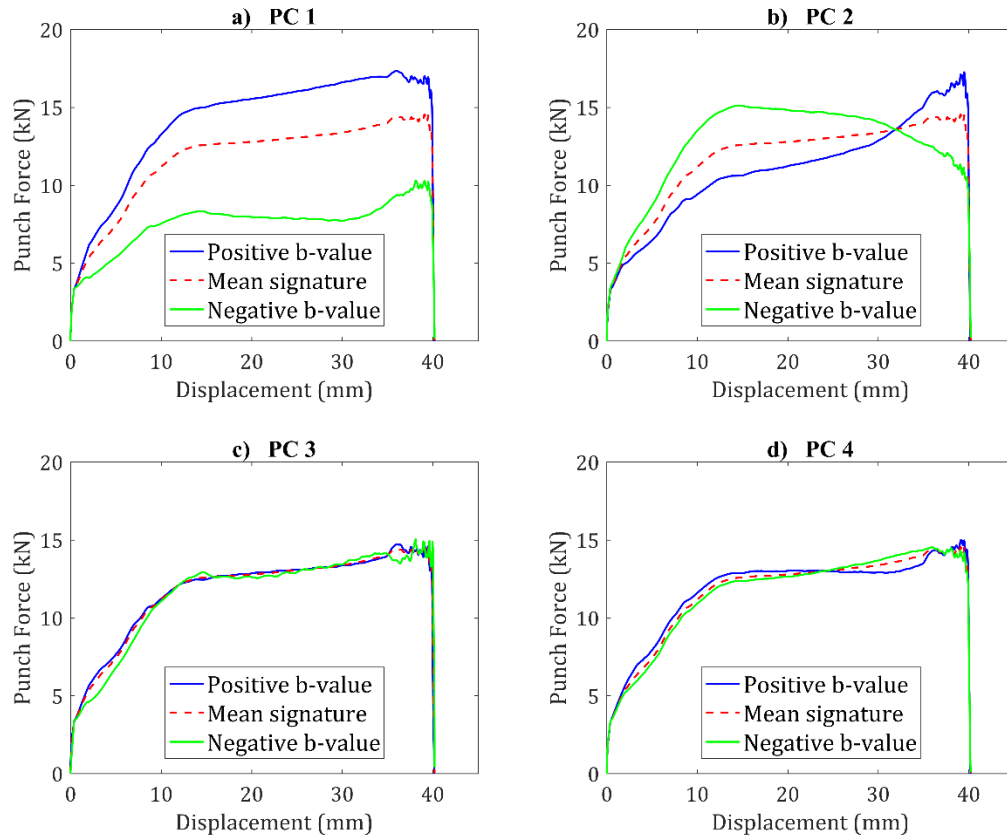 a) PC 1
20
15
10
5
0
Punch Force (kN)
Positive b-value
Mean signature
Negative b-value
0 10 20 30 40
Displacement (mm)
b) PC 2
20
15
10
5
0
Punch Force (kN)
Positive b-value
Mean signature
Negative b-value
0 10 20 30 40
Displacement (mm)
c) PC 3
20
15
10
5
0
Punch Force (kN)
Positive b-value
Mean signature
Negative b-value
0 10 20 30 40
Displacement (mm)
d) PC 4
20
15
10
5
0
Punch Force (kN)
Positive b-value
Mean signature
Negative b-value
0 10 20 30 40
Displacement (mm)